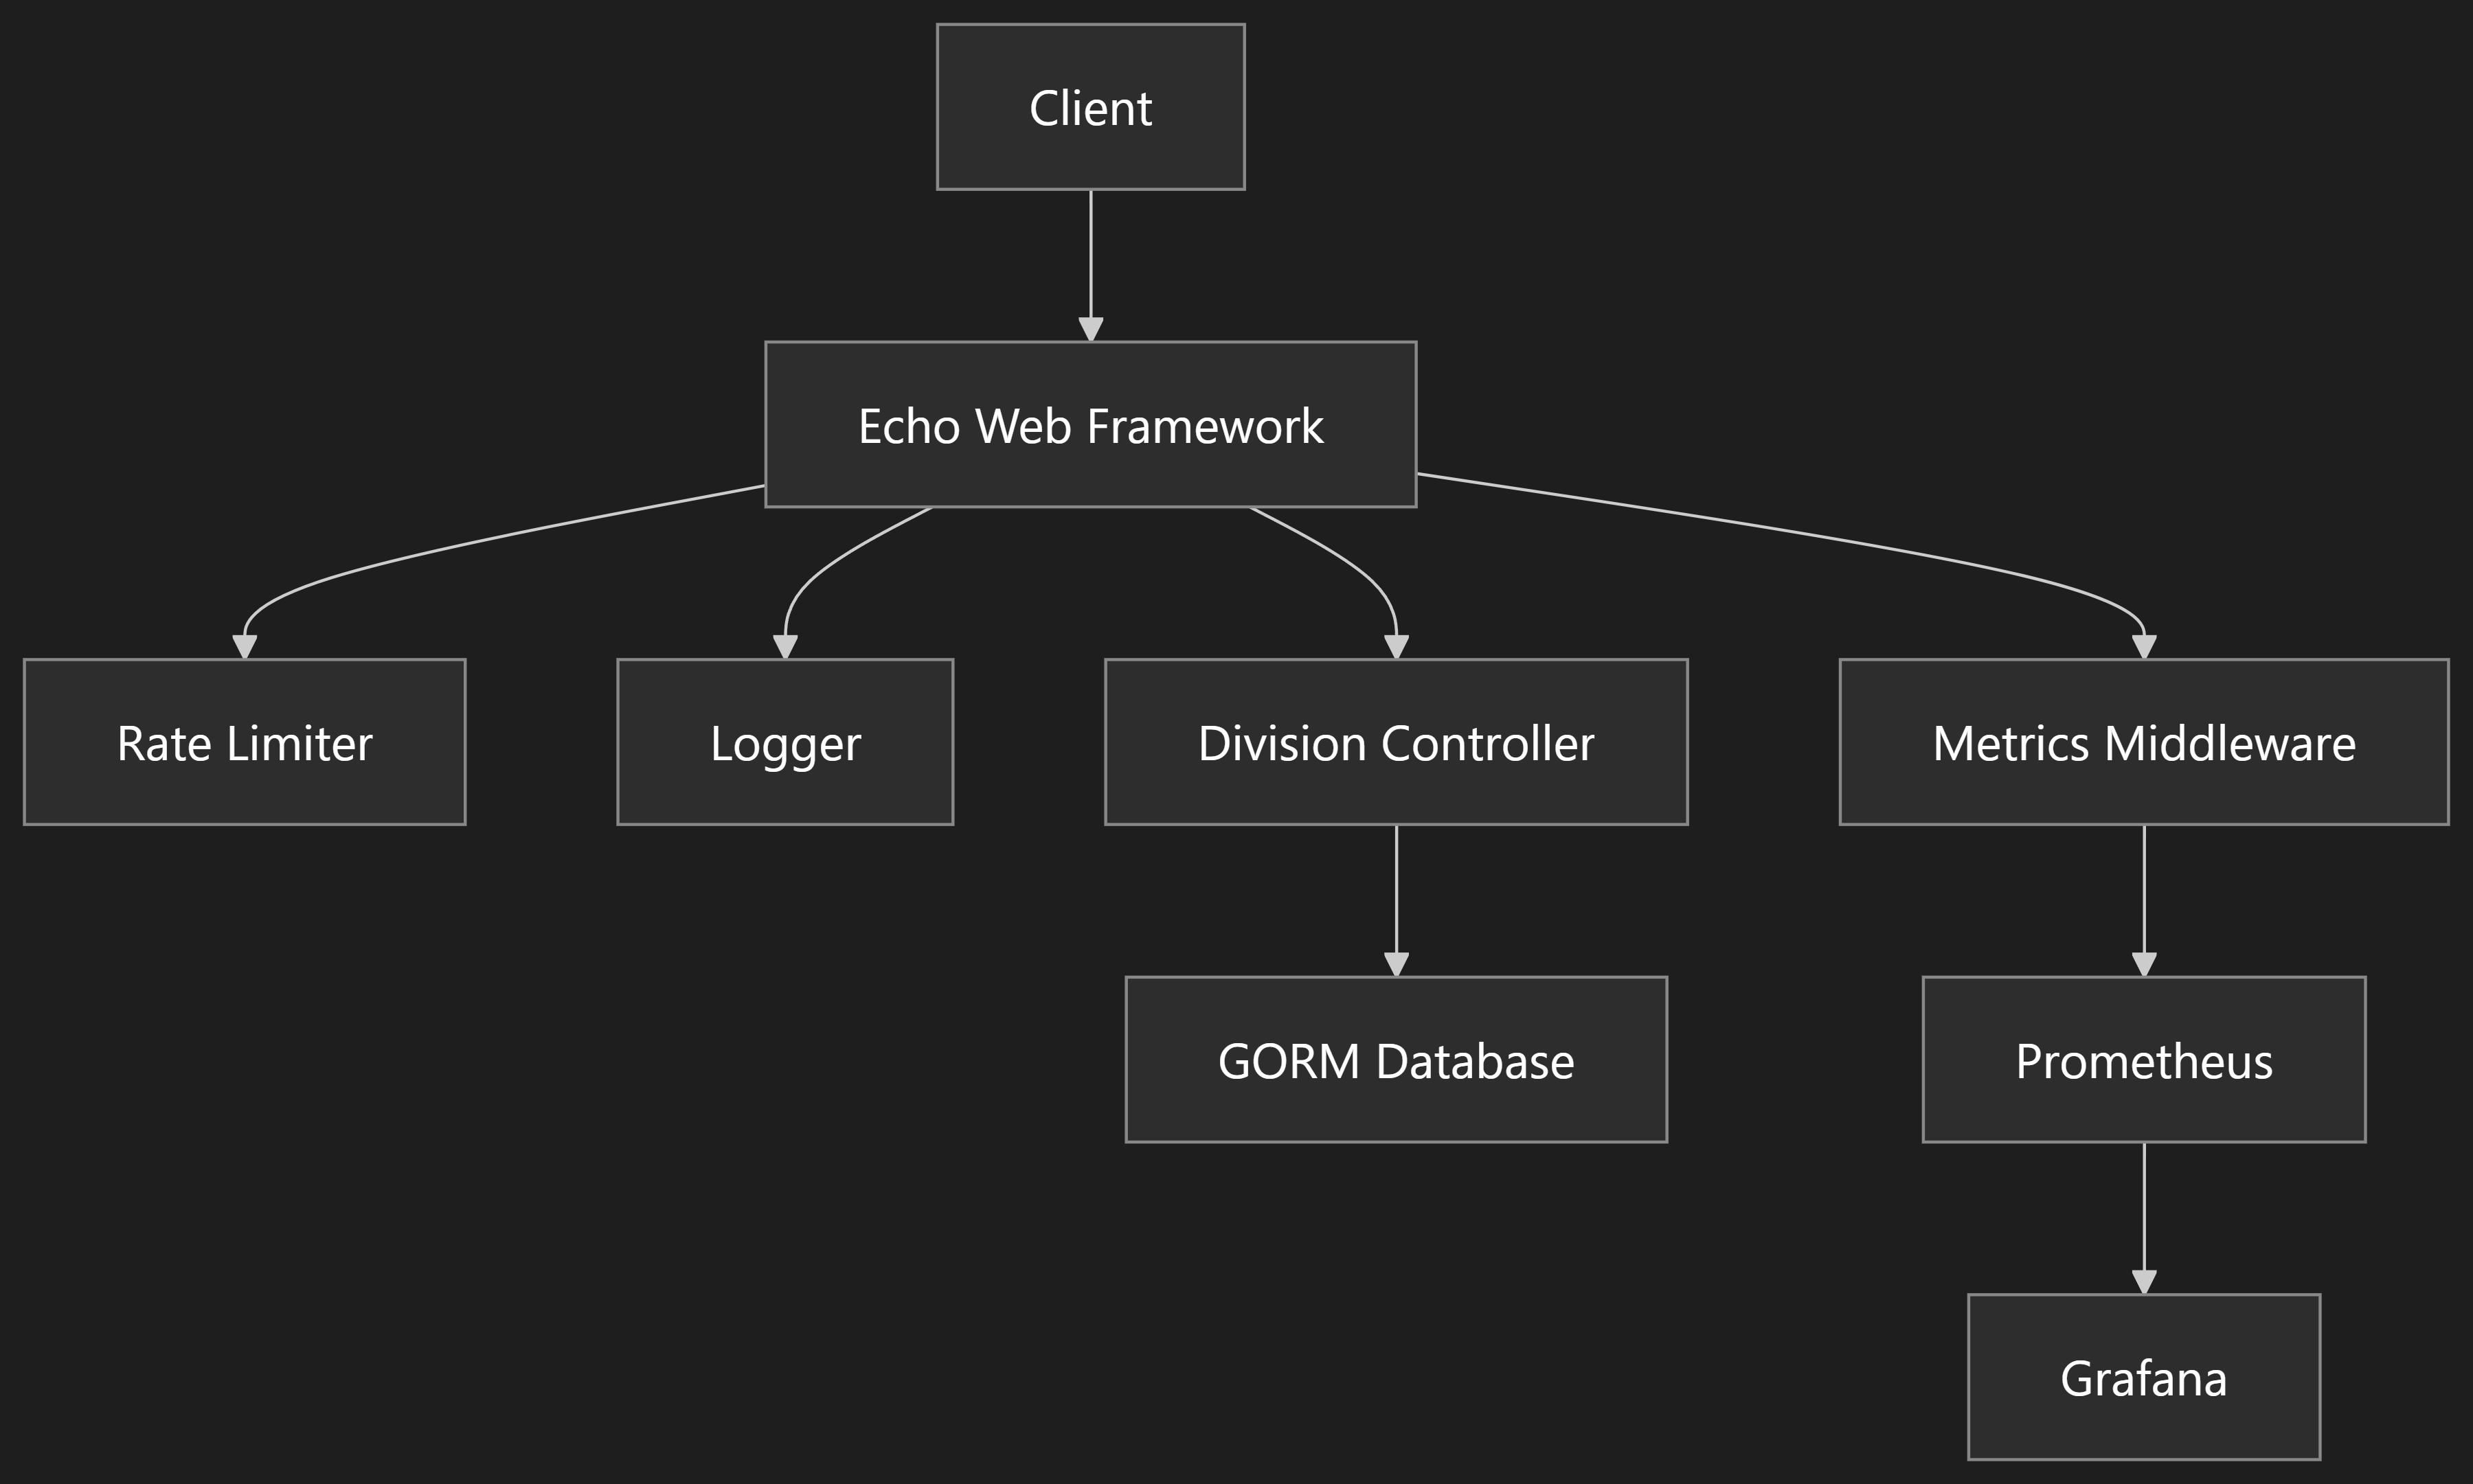 Client
Echo Web Framework
Rate Limiter
Logger
Division Controller
Metrics Middleware
GORM Database
Prometheus
Grafana